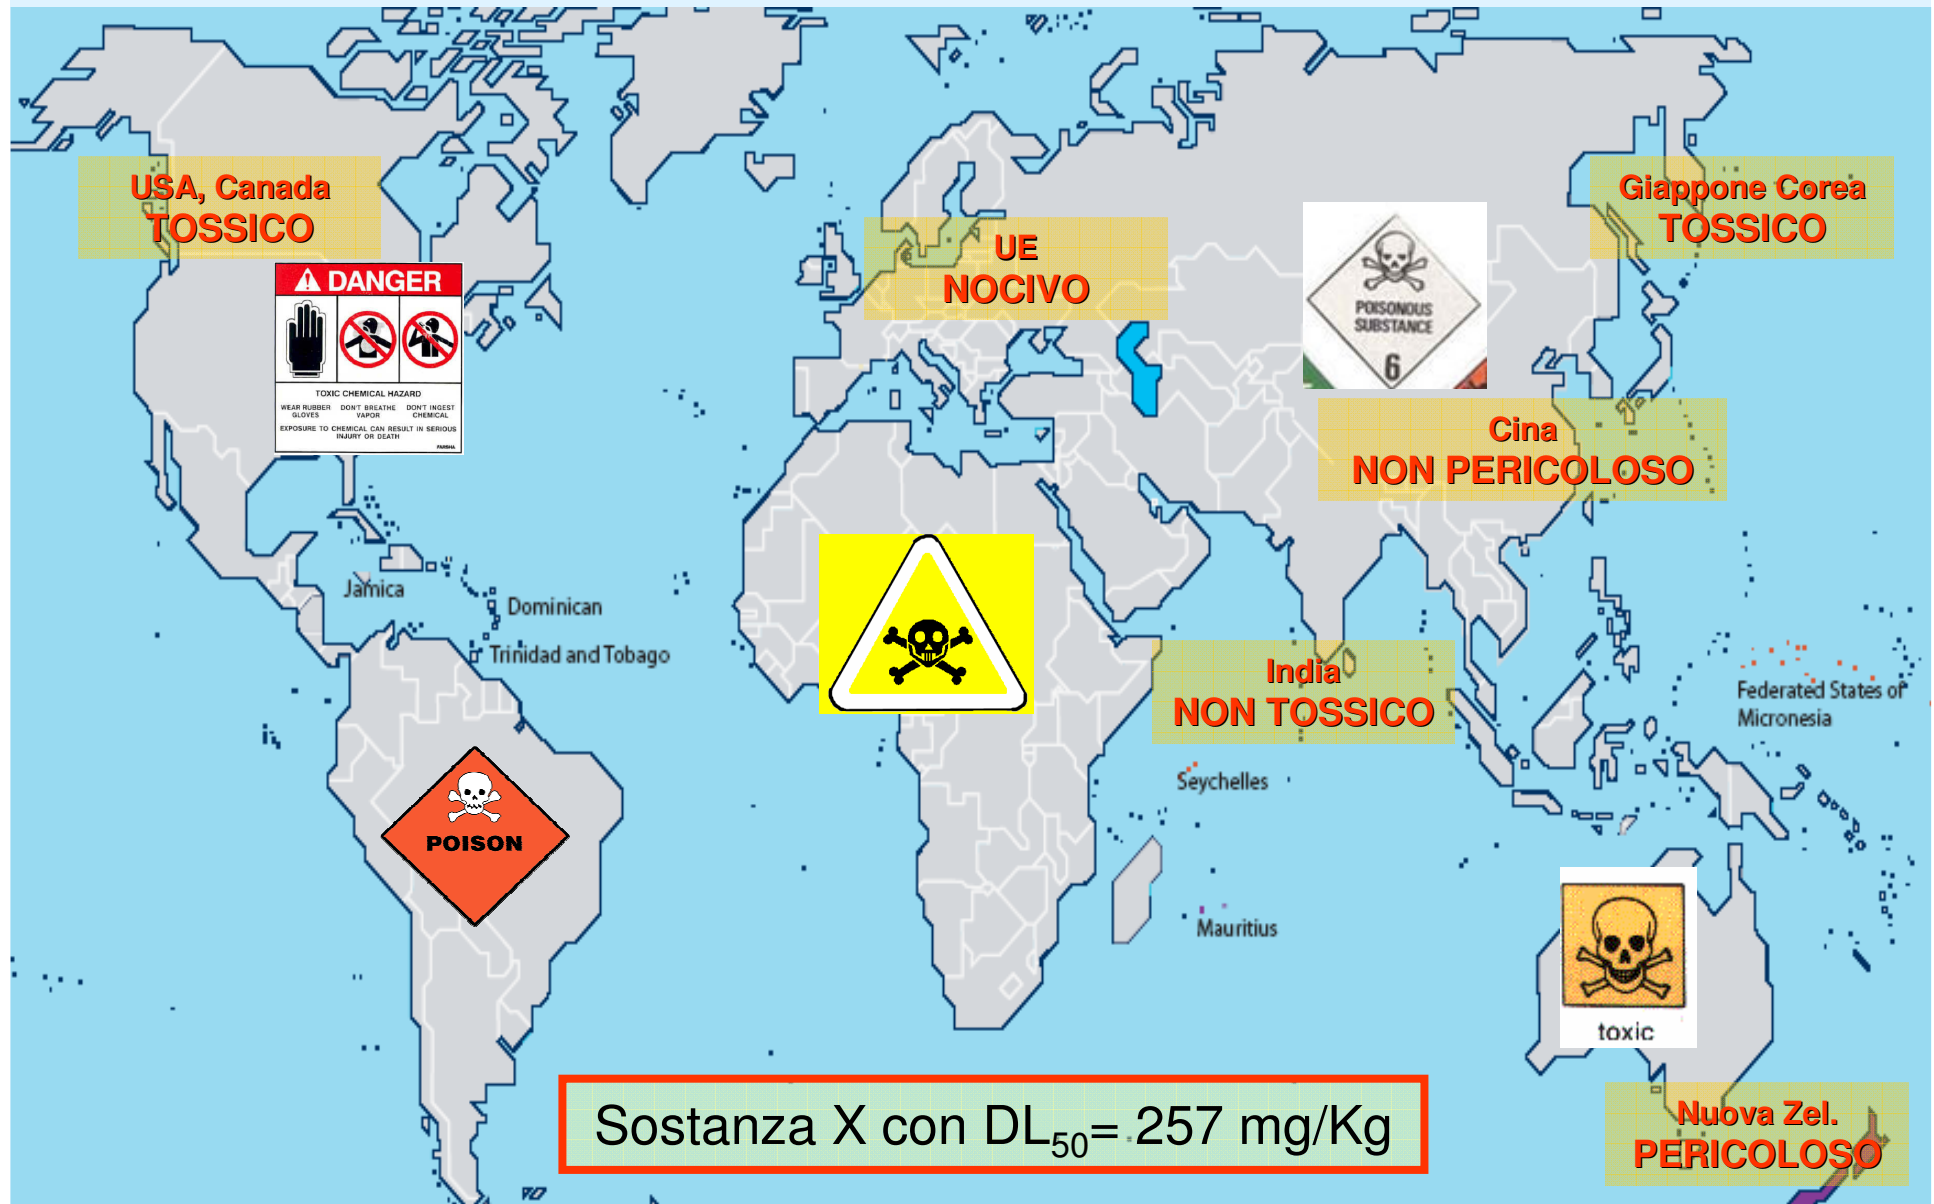 USA, Canada
TOSSICO
DANGER
TOXIC CHEMICAL HAZARD
WEAR RUBBER GLOVES
DON'T BREATHE VAPOR
DON'T INGEST CHEMICAL
EXPOSURE TO CHEMICAL CAN RESULT IN SERIOUS
INJURY OR DEATH
UE
NOCIVO
POISONOUS
SUBSTANCE
6
Giappone Corea
TOSSICO
Cina
NON PERICOLOSO
Jamica
Dominican
Trinidad and Tobago
India
NON TOSSICO
Federated States of
Micronesia
Seychelles
POISON
Mauritius
toxic
Sostanza X con DL50= 257 mg/Kg
Nuova Zel.
PERICOLOSO